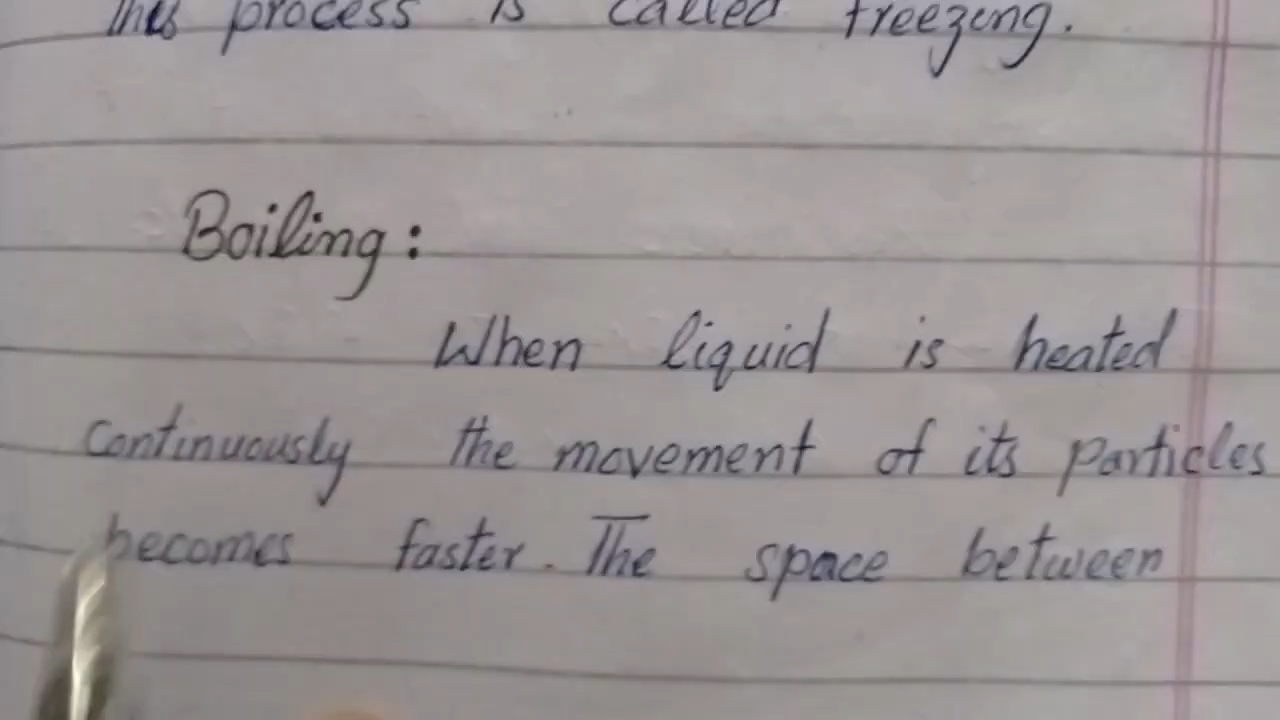 This process is called freezing.
Boiling:
When liquid is heated
continuously the movement of its particles
becomes faster. The space between